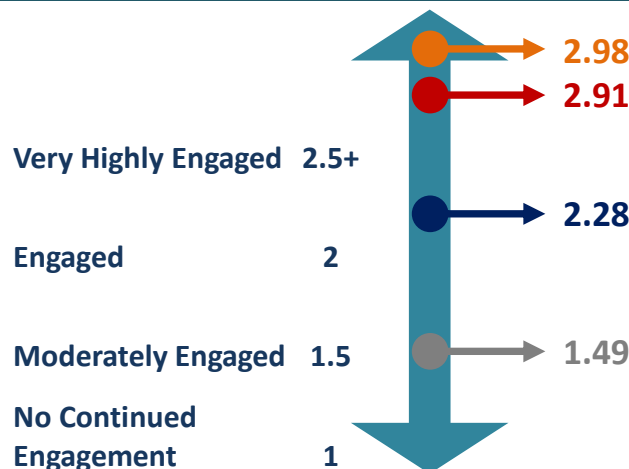 2.98
2.91
Very Highly Engaged 2.5+
2.28
Engaged 2
Moderately Engaged 1.5
1.49
No Continued
Engagement 1